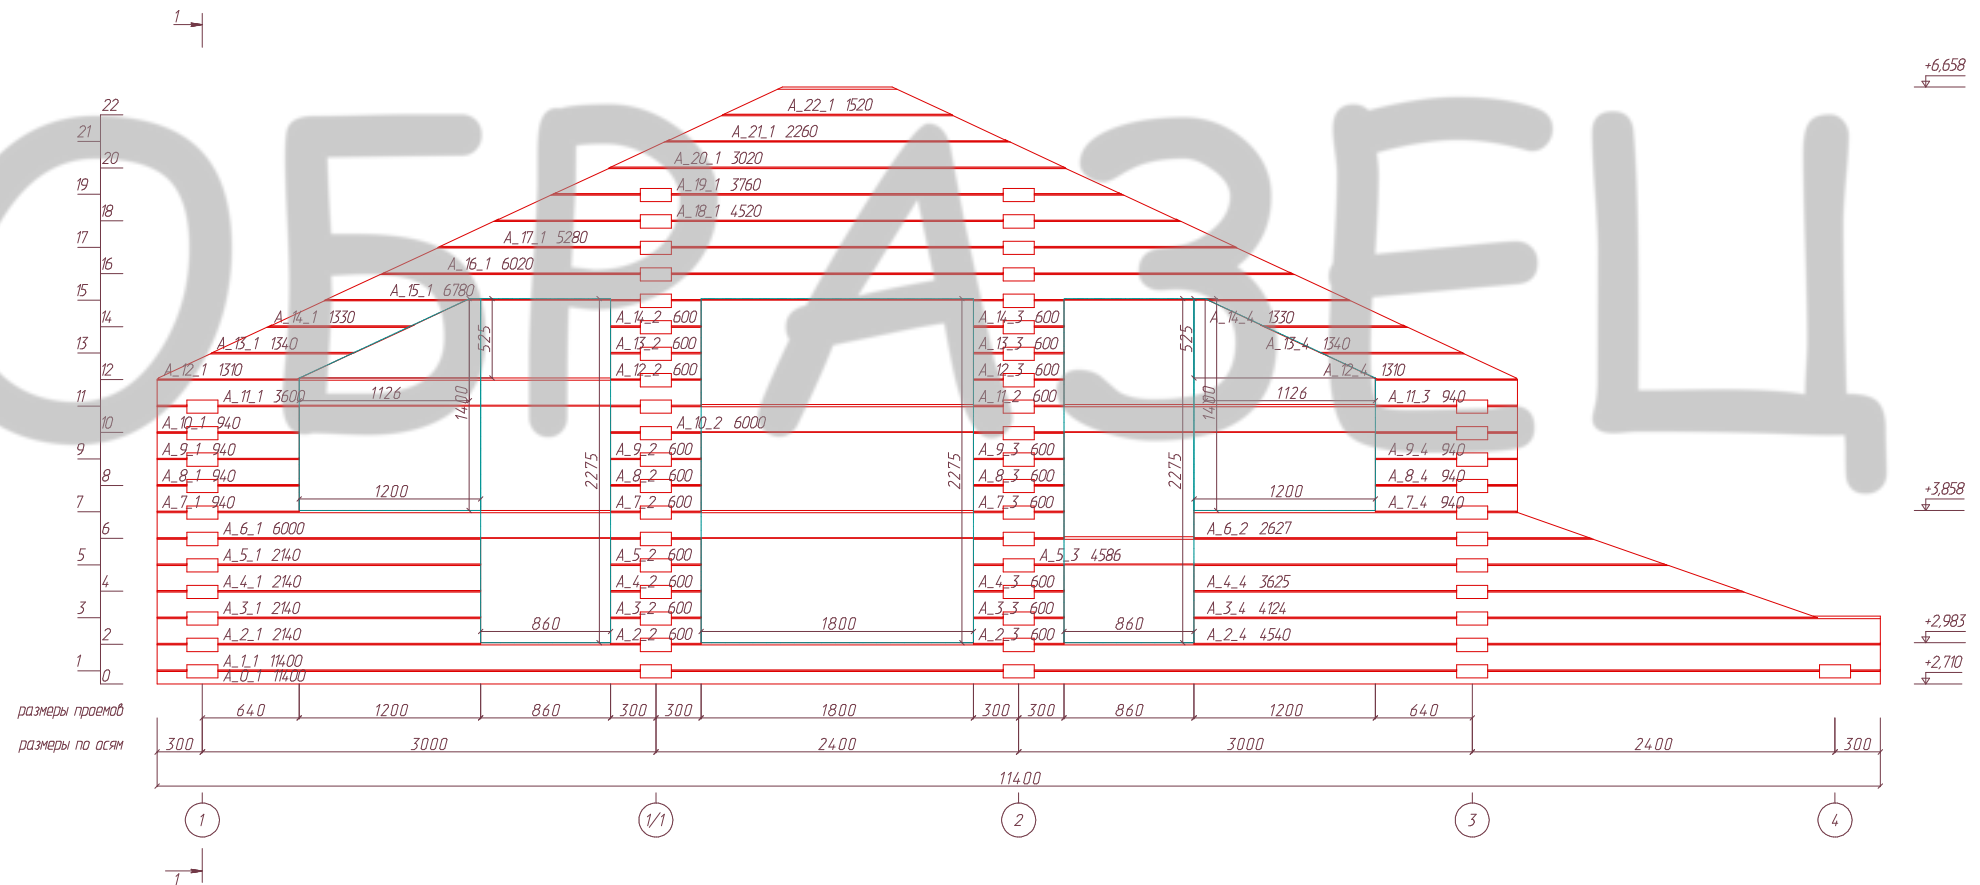 1
+6,658
22 A_22_1 1520
21 A_21_1 2260
20 A_20_1 3020
19 A_19_1 3760
18 A_18_1 4520
17 A_17_1 5280
16 A_16_1 6020
15 A_15_1 6780
14 A_14_1 1330 525 A_14_2 600 A_14_3 600 525 A_14_4 1330
13 A_13_1 1340 A_13_2 600 A_13_3 600 A_13_4 1340
12 A_12_1 1310 A_12_2 600 A_12_3 600 A_12_4 1310
11 A_11_1 3600 1126 1400 A_11_2 600 1400 1126 A_11_3 940
10 A_10_1 940 A_10_2 6000
9 A_9_1 940 A_9_2 600 A_9_3 600 A_9_4 940
8 A_8_1 940 2275 A_8_2 600 2275 A_8_3 600 2275 A_8_4 940
7 A_7_1 940 1200 A_7_2 600 A_7_3 600 1200 A_7_4 940 +3,858
6 A_6_1 6000 A_6_2 2627
5 A_5_1 2140 A_5_2 600 A_5_3 4586
4 A_4_1 2140 A_4_2 600 A_4_3 600 A_4_4 3625
3 A_3_1 2140 A_3_2 600 A_3_3 600 A_3_4 4124
2 A_2_1 2140 860 A_2_2 600 1800 A_2_3 600 860 A_2_4 4540 +2,983
1 A_1_1 11400 +2,710
0 A_0_1 11400
размеры проемов 640 1200 860 300 300 1800 300 300 860 1200 640
размеры по осям 300 3000 2400 3000 2400 300
11400
1 1/1 2 3 4
1
ОБРАЗЕЦ